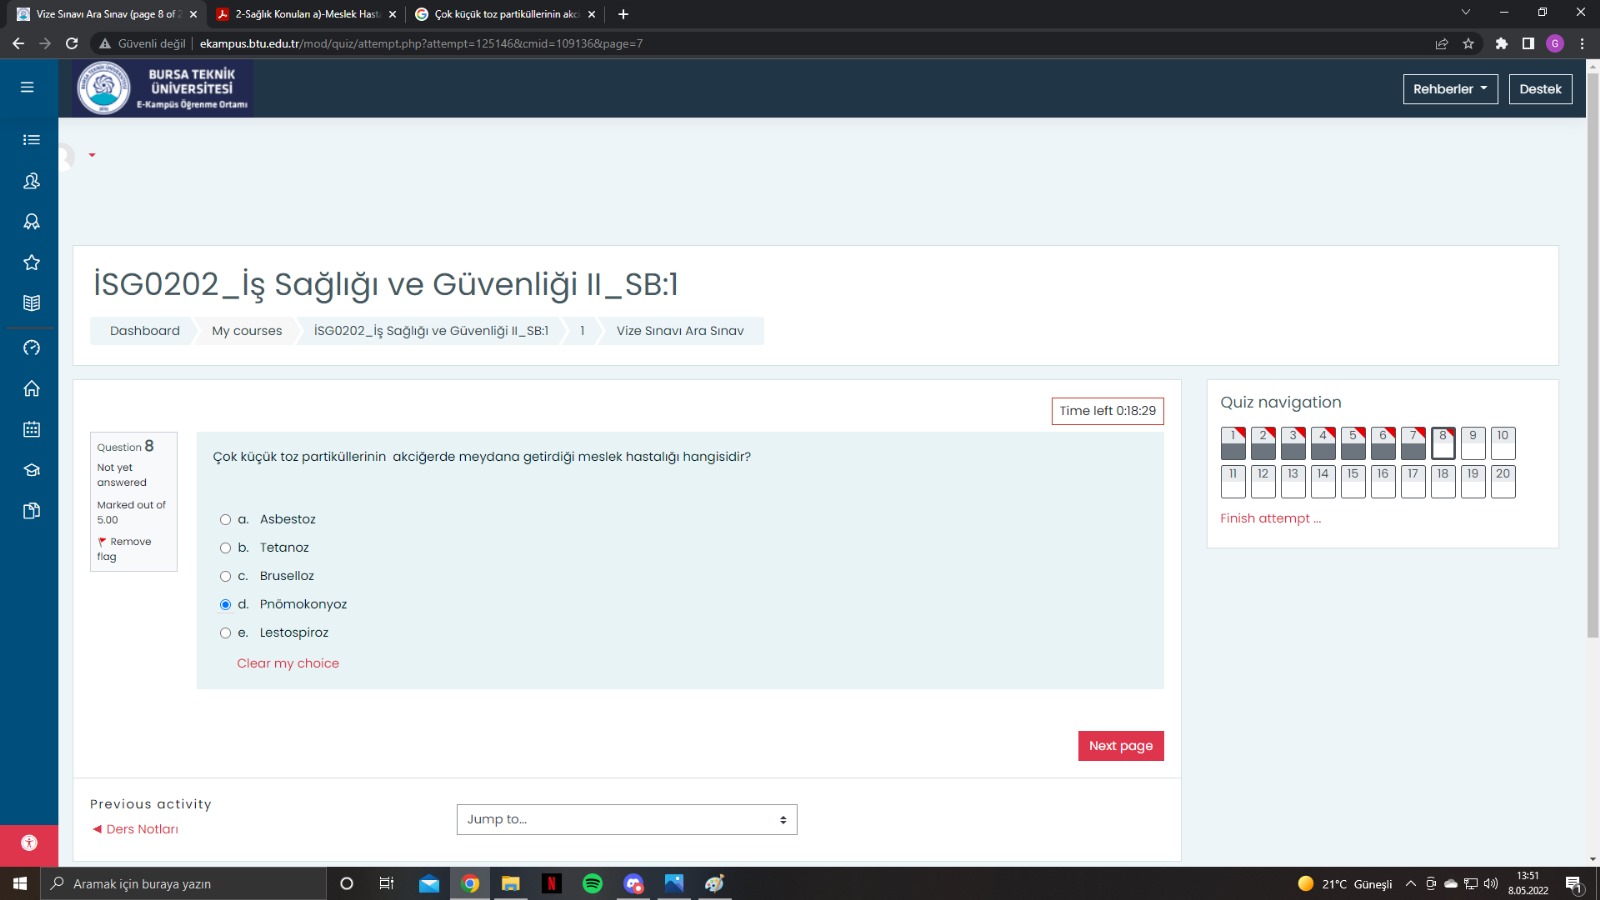 Vize Sınavı Ara Sınav (page 8 of 2
2-Sağlık Konuları a)-Meslek Hast
Çok küçük toz partiküllerinin akc
Güvenli değil
ekampus.btu.edu.tr/mod/quiz/attempt.php?attempt=125146&cmid=109136&page=7
G
BURSA TEKNİK
ÜNİVERSİTESİ
E-Kampüs Öğrenme Ortamı
Rehberler
Destek
İSG0202_İş Sağlığı ve Güvenliği II_SB:1
Dashboard
My courses
İSG0202_İş Sağlığı ve Güvenliği II_SB:1
1
Vize Sınavı Ara Sınav
Time left 0:18:29
Question 8
Not yet
answered
Marked out of
5.00
Remove
flag
Çok küçük toz partiküllerinin akciğerde meydana getirdiği meslek hastalığı hangisidir?
a. Asbestoz
b. Tetanoz
c. Bruselloz
d. Pnömokonyoz
e. Lestospiroz
Clear my choice
Next page
Quiz navigation
1 2 3 4 5 6 7 8 9 10
11 12 13 14 15 16 17 18 19 20
Finish attempt ...
Previous activity
◄ Ders Notları
Jump to...
Aramak için buraya yazın
N
21°C Güneşli
13:51
8.05.2022
1